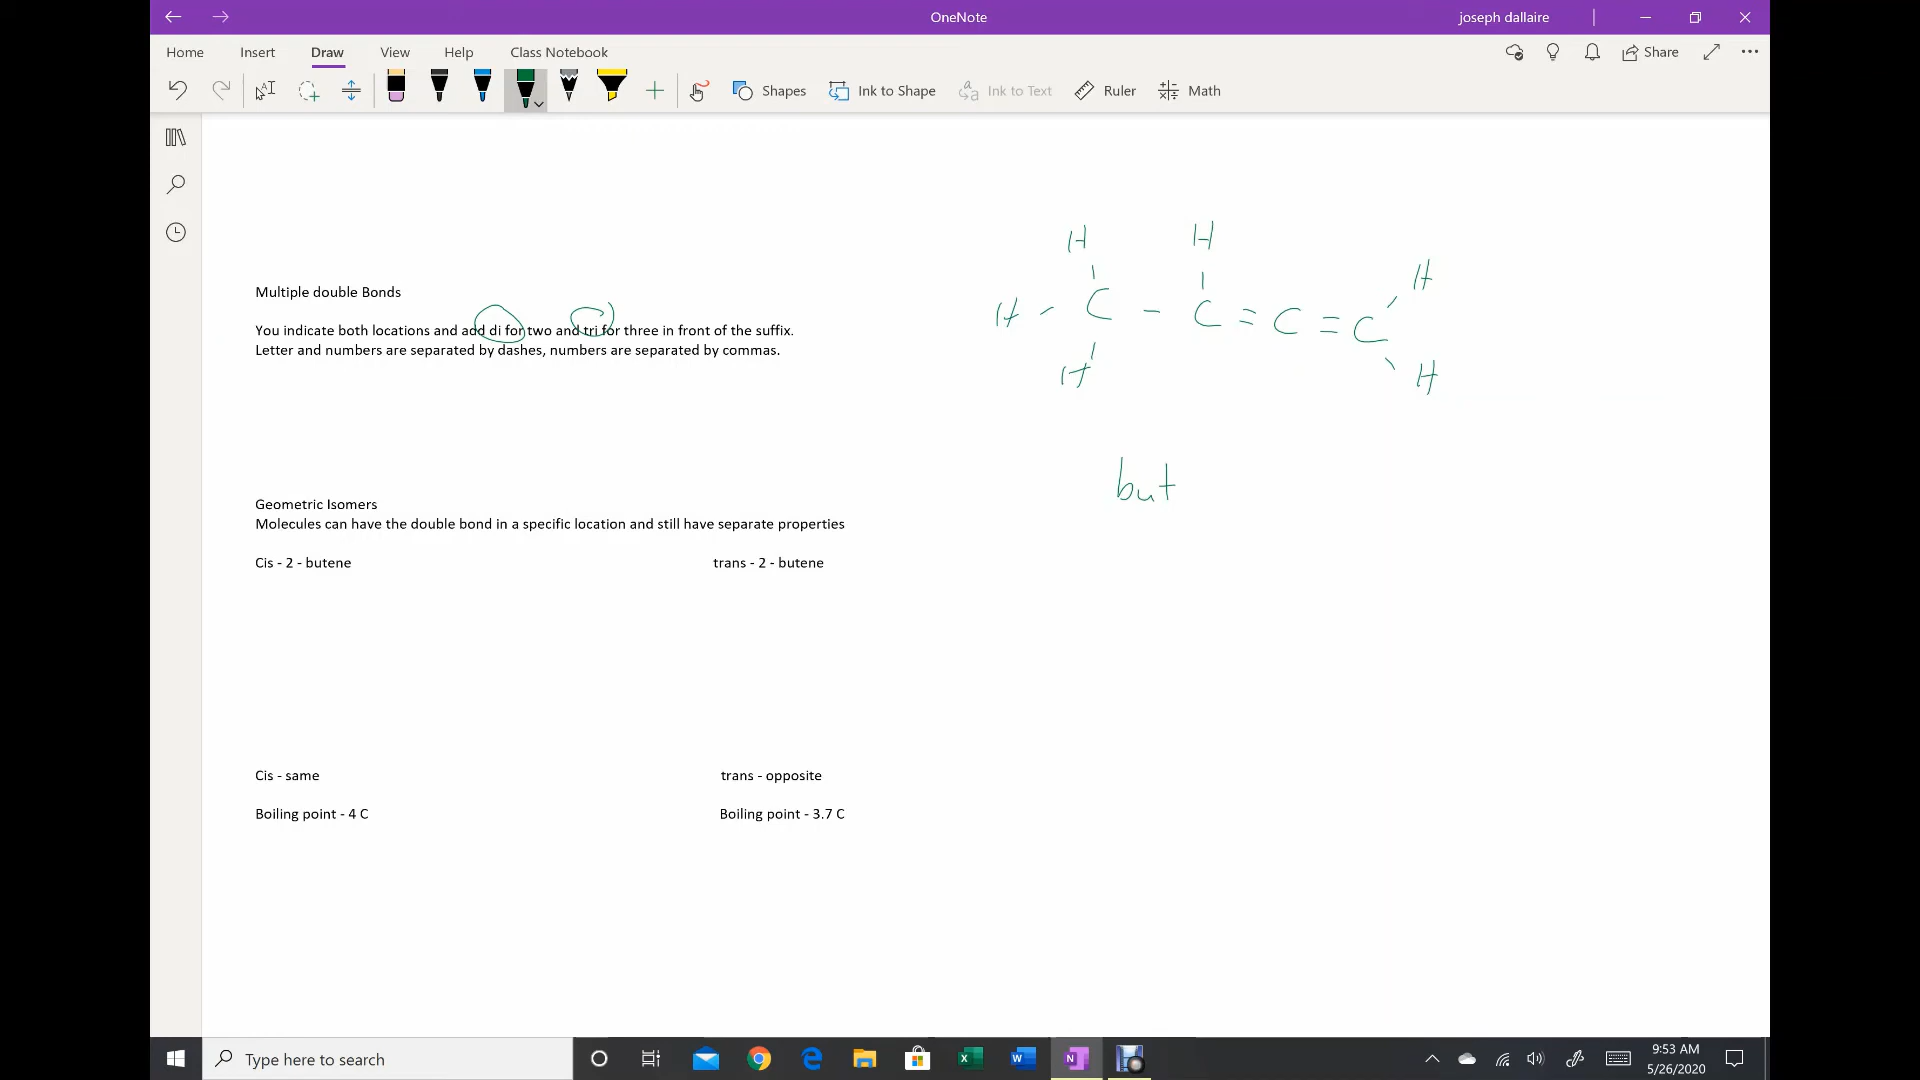 OneNote
joseph dallaire
Home Insert Draw View Help Class Notebook
Share
Shapes Ink to Shape Ink to Text Ruler Math
Multiple double Bonds
You indicate both locations and add di for two and tri for three in front of the suffix.
Letter and numbers are separated by dashes, numbers are separated by commas.
H H H
H - C - C = C = C
H H
but
Geometric Isomers
Molecules can have the double bond in a specific location and still have separate properties
Cis - 2 - butene trans - 2 - butene
Cis - same trans - opposite
Boiling point - 4 C Boiling point - 3.7 C
Type here to search
9:53 AM
5/26/2020